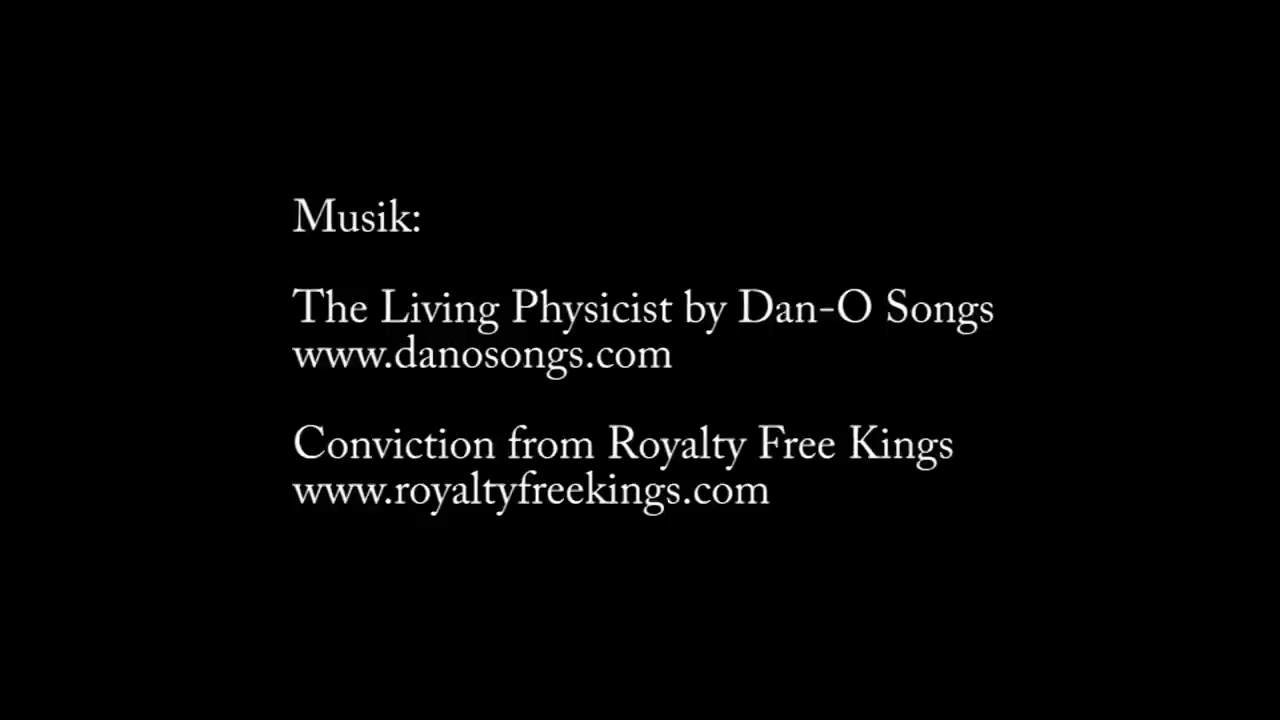 Musik:
The Living Physicist by Dan-O Songs
www.danosongs.com
Conviction from Royalty Free Kings
www.royaltyfreekings.com